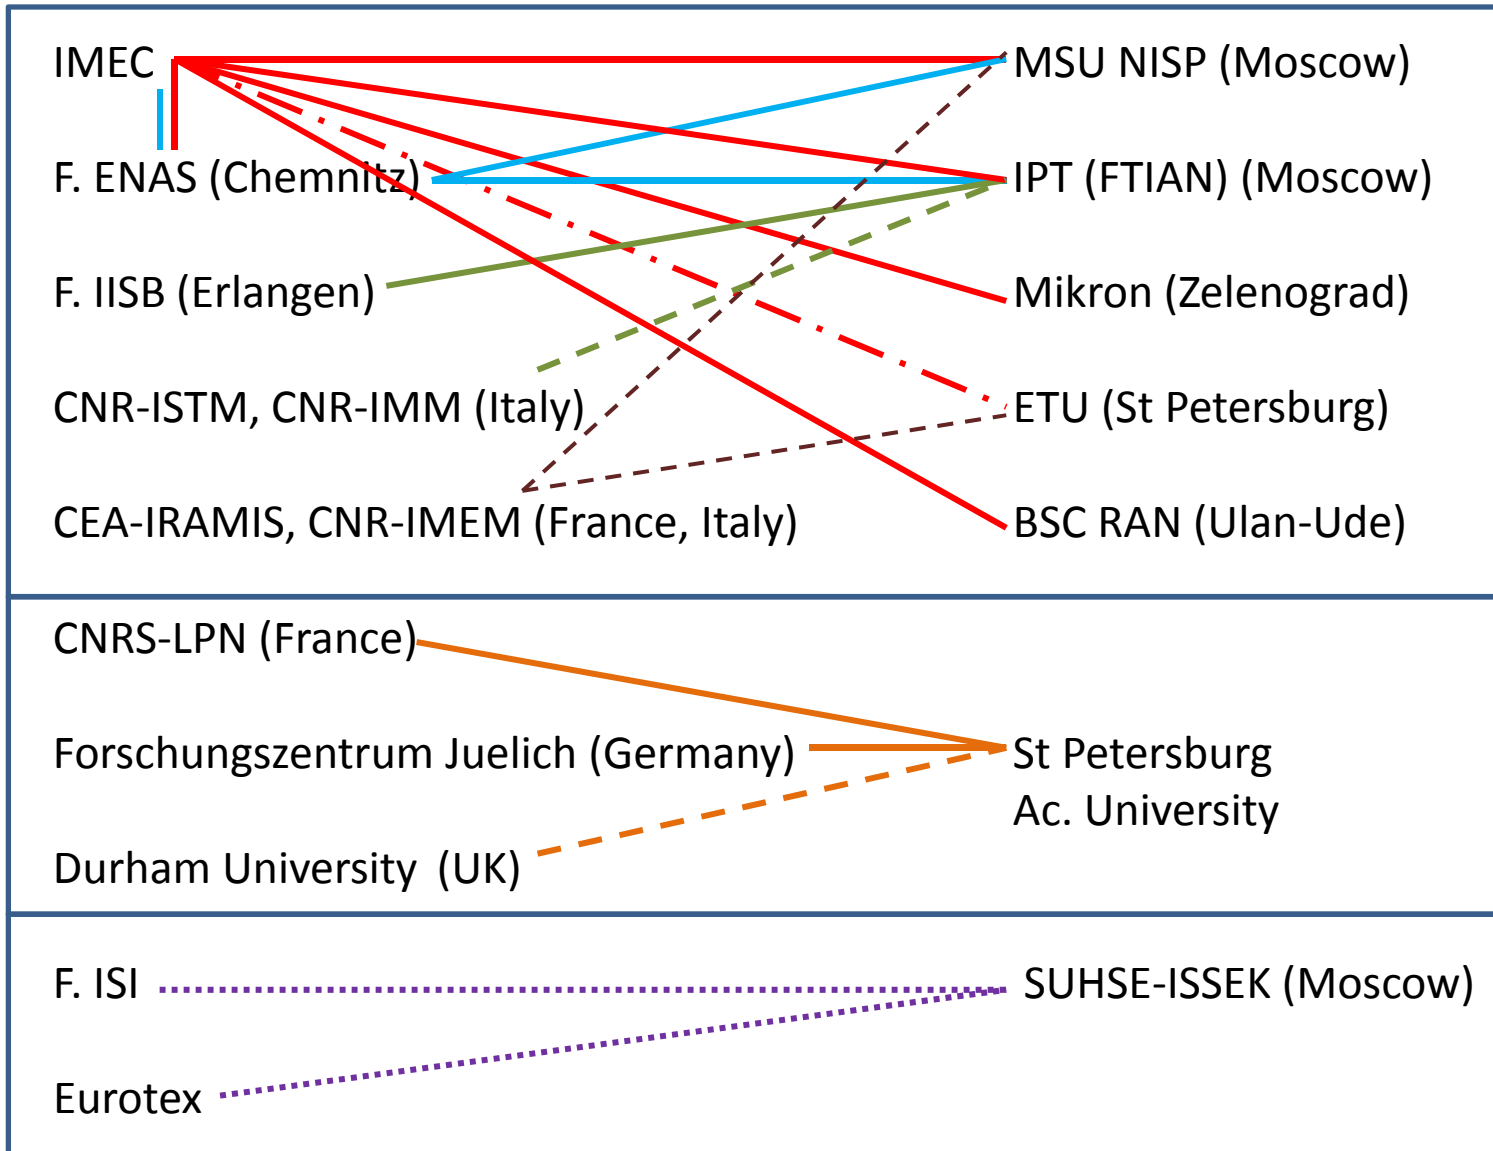 IMEC
MSU NISP (Moscow)
F. ENAS (Chemnitz)
IPT (FTIAN) (Moscow)
F. IISB (Erlangen)
Mikron (Zelenograd)
CNR-ISTM, CNR-IMM (Italy)
ETU (St Petersburg)
CEA-IRAMIS, CNR-IMEM (France, Italy)
BSC RAN (Ulan-Ude)
CNRS-LPN (France)
Forschungszentrum Juelich (Germany)
St Petersburg
Ac. University
Durham University (UK)
F. ISI
SUHSE-ISSEK (Moscow)
Eurotex